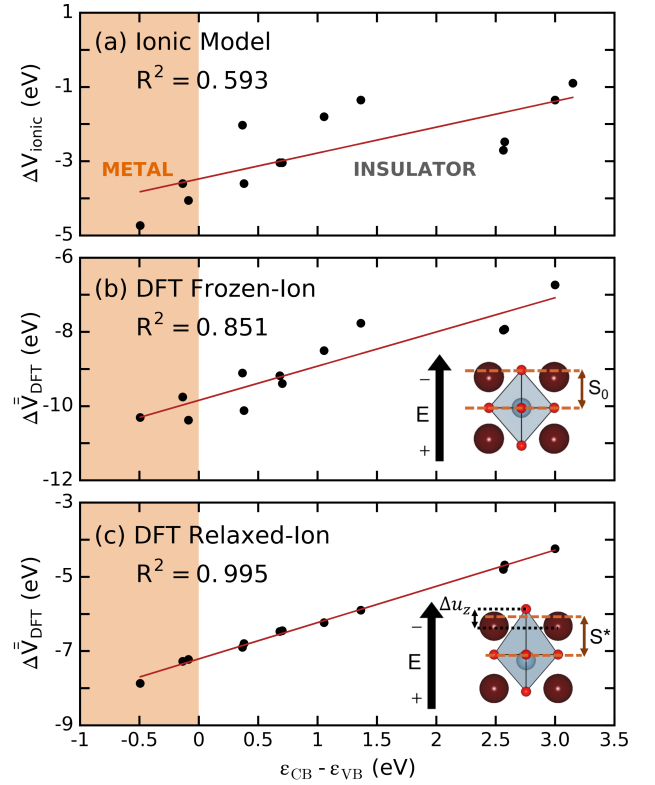 1
(a) Ionic Model
R² = 0.593
-1
ΔV_ionic (eV)
-3
METAL
INSULATOR
-5
-6
(b) DFT Frozen-Ion
R² = 0.851
-8
ΔV̿_DFT (eV)
-10
-12
−
E
+
S₀
-3
(c) DFT Relaxed-Ion
R² = 0.995
-5
ΔV̿_DFT (eV)
-7
-9
Δu_z
−
E
+
S*
-1 -0.5 0 0.5 1 1.5 2 2.5 3.0 3.5
ε_CB - ε_VB (eV)